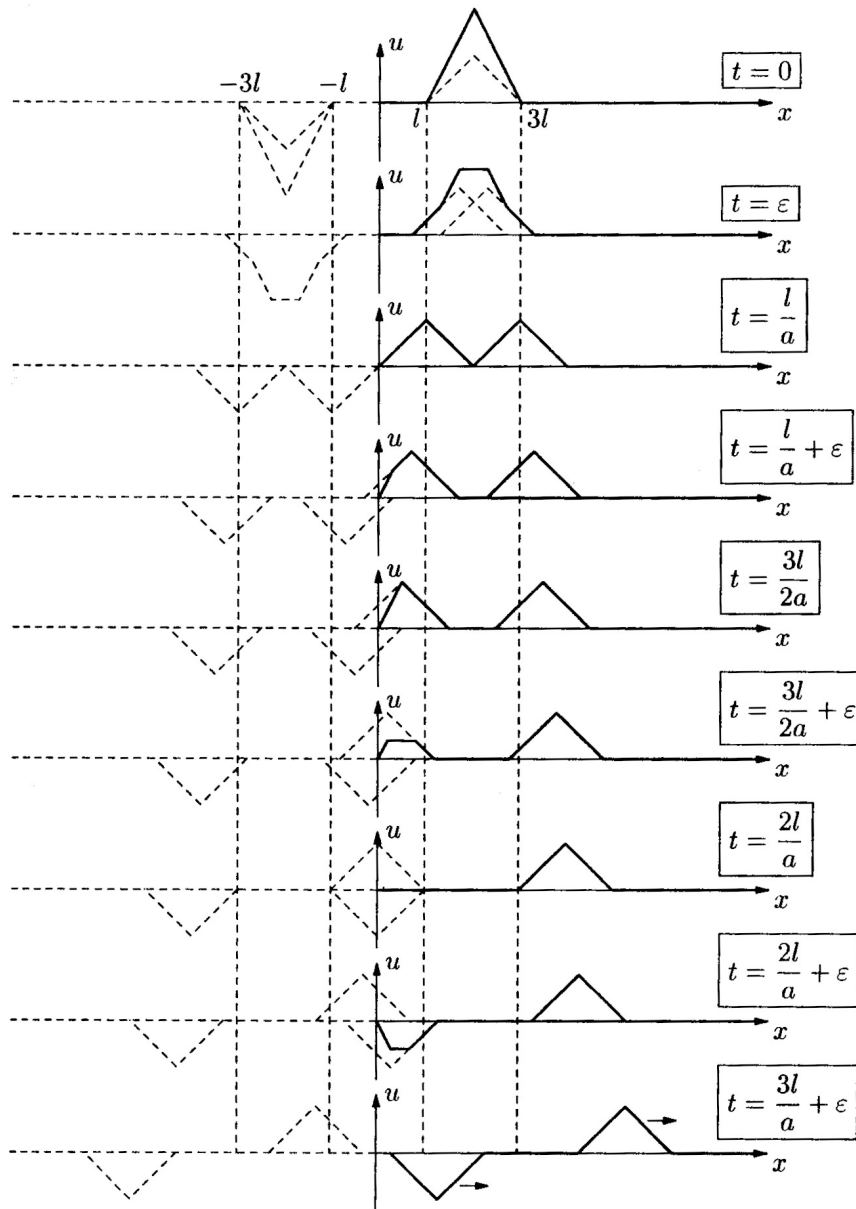 u
t = 0
−3l −l l 3l x
u
t = ε
x
u
t = l/a
x
u
t = l/a + ε
x
u
t = 3l/2a
x
u
t = 3l/2a + ε
x
u
t = 2l/a
x
u
t = 2l/a + ε
x
u
t = 3l/a + ε
x